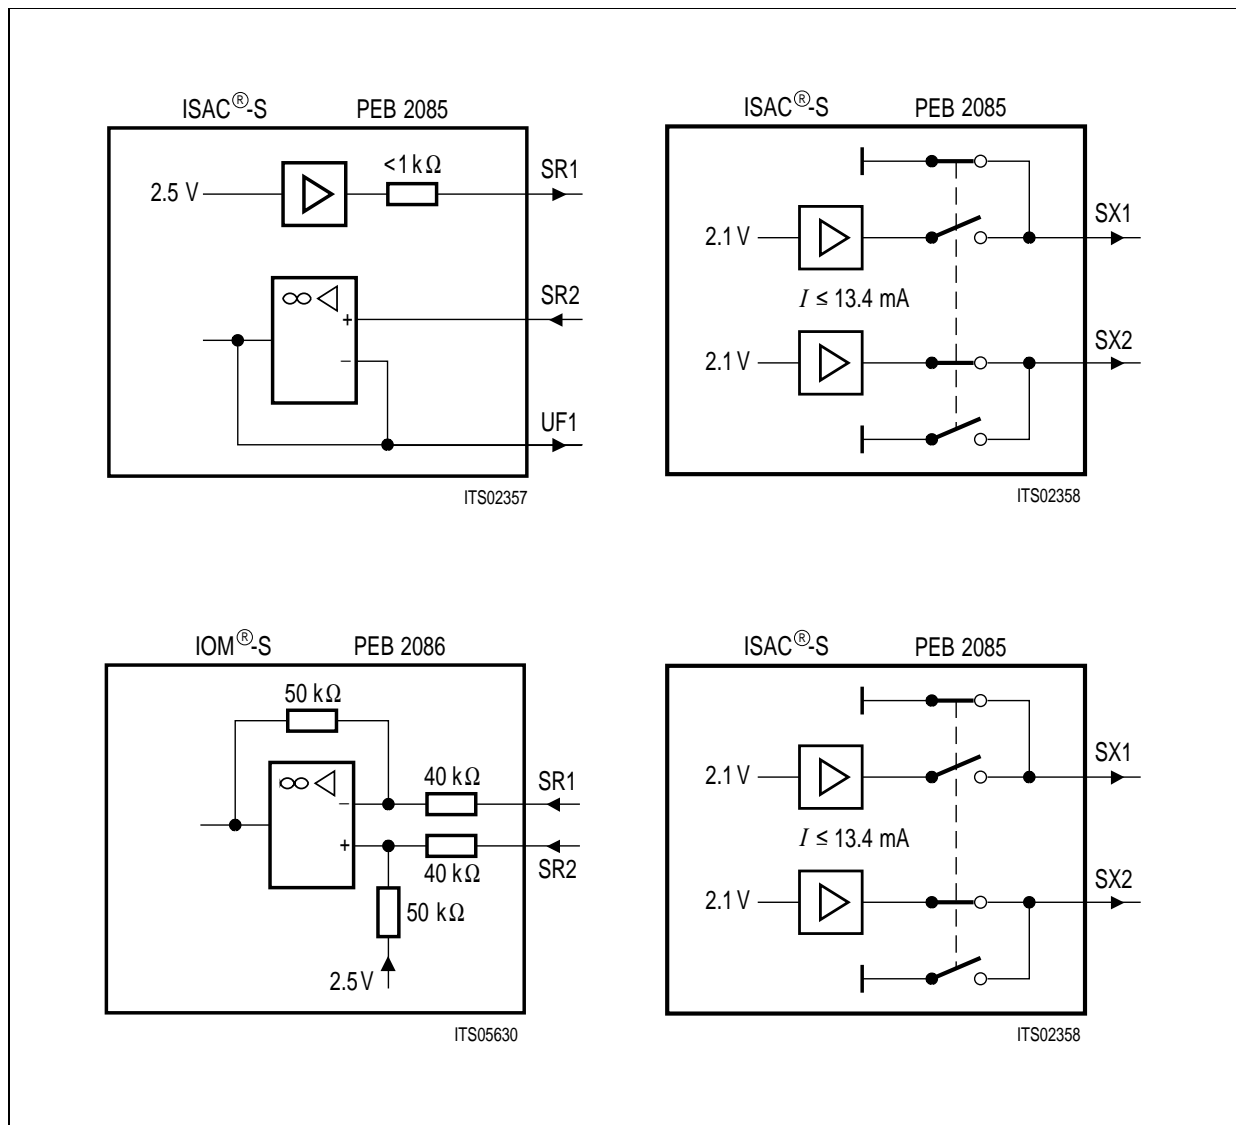 ISAC®-S PEB 2085
<1 kΩ
SR1
2.5 V
∞
+
SR2
−
UF1
ITS02357
ISAC®-S PEB 2085
SX1
2.1 V
I ≤ 13.4 mA
SX2
2.1 V
ITS02358
IOM®-S PEB 2086
50 kΩ
∞
40 kΩ
SR1
−
+
SR2
40 kΩ
50 kΩ
2.5 V
ITS05630
ISAC®-S PEB 2085
SX1
2.1 V
I ≤ 13.4 mA
SX2
2.1 V
ITS02358